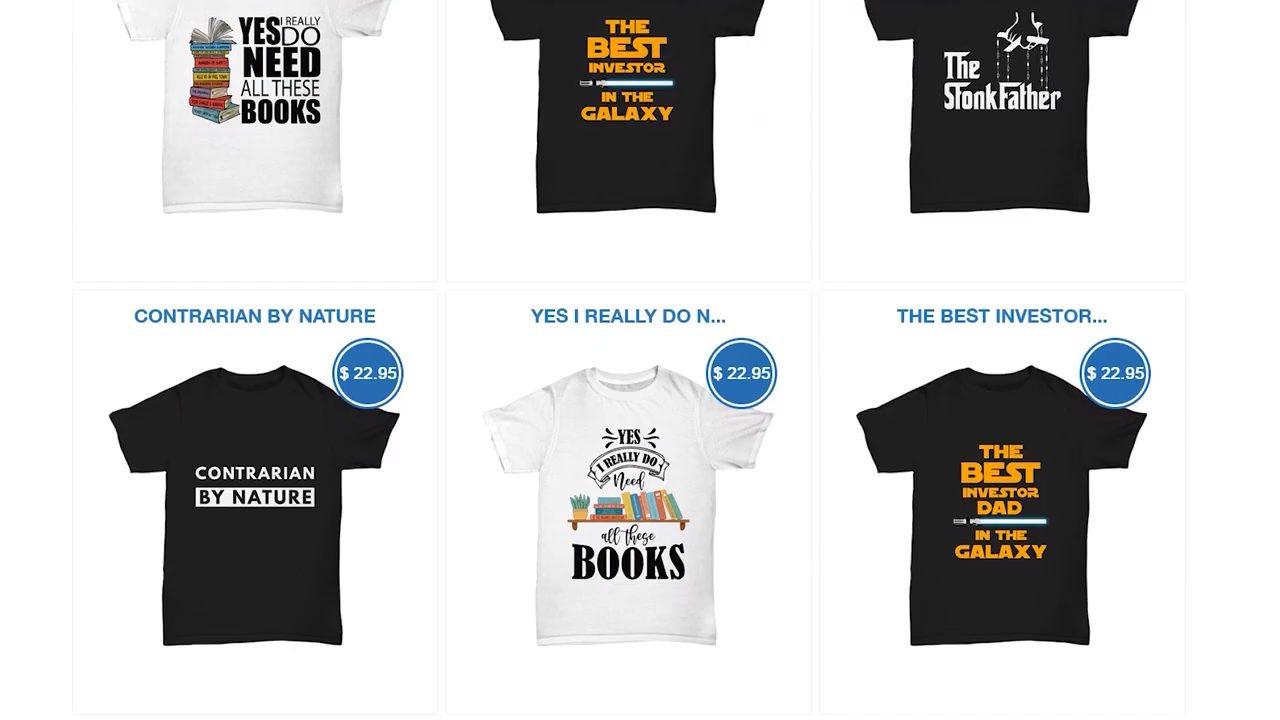 YES I REALLY
DO
NEED
ALL THESE
BOOKS
THE
BEST
INVESTOR
IN THE
GALAXY
The
StonkFather
CONTRARIAN BY NATURE
YES I REALLY DO N...
THE BEST INVESTOR...
$ 22.95
$ 22.95
$ 22.95
CONTRARIAN
BY NATURE
YES
I REALLY DO
Need
all these
BOOKS
THE
BEST
INVESTOR
DAD
IN THE
GALAXY